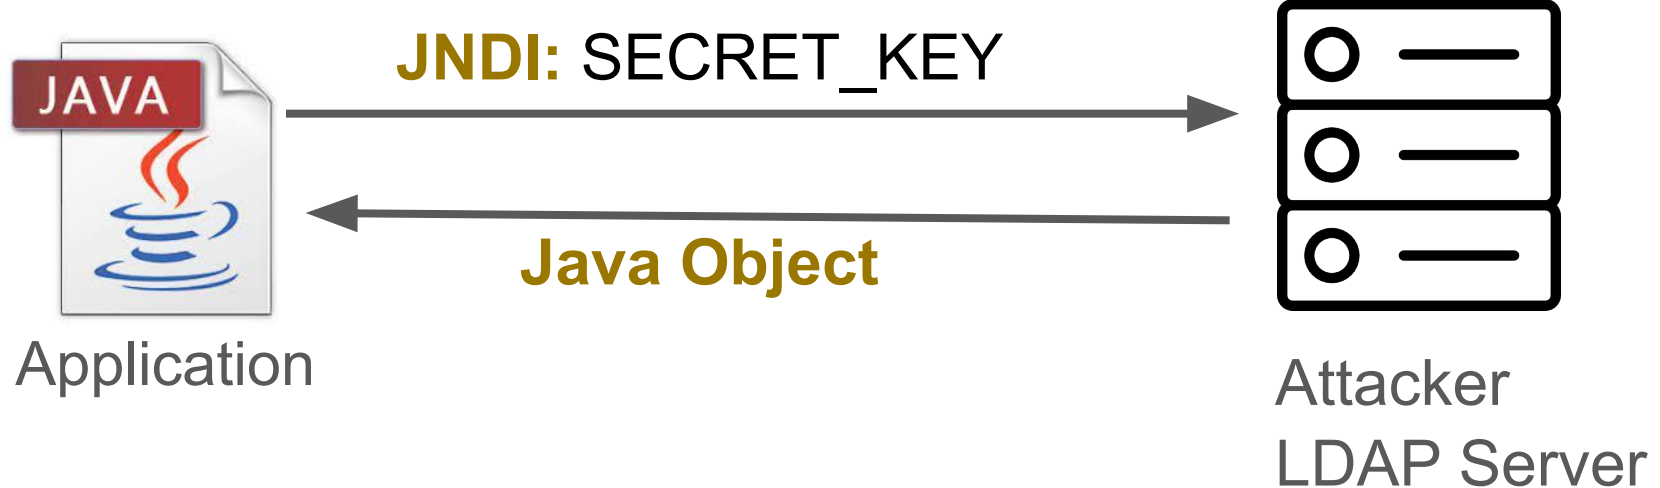 JNDI: SECRET_KEY
JAVA
Java Object
Application
Attacker
LDAP Server